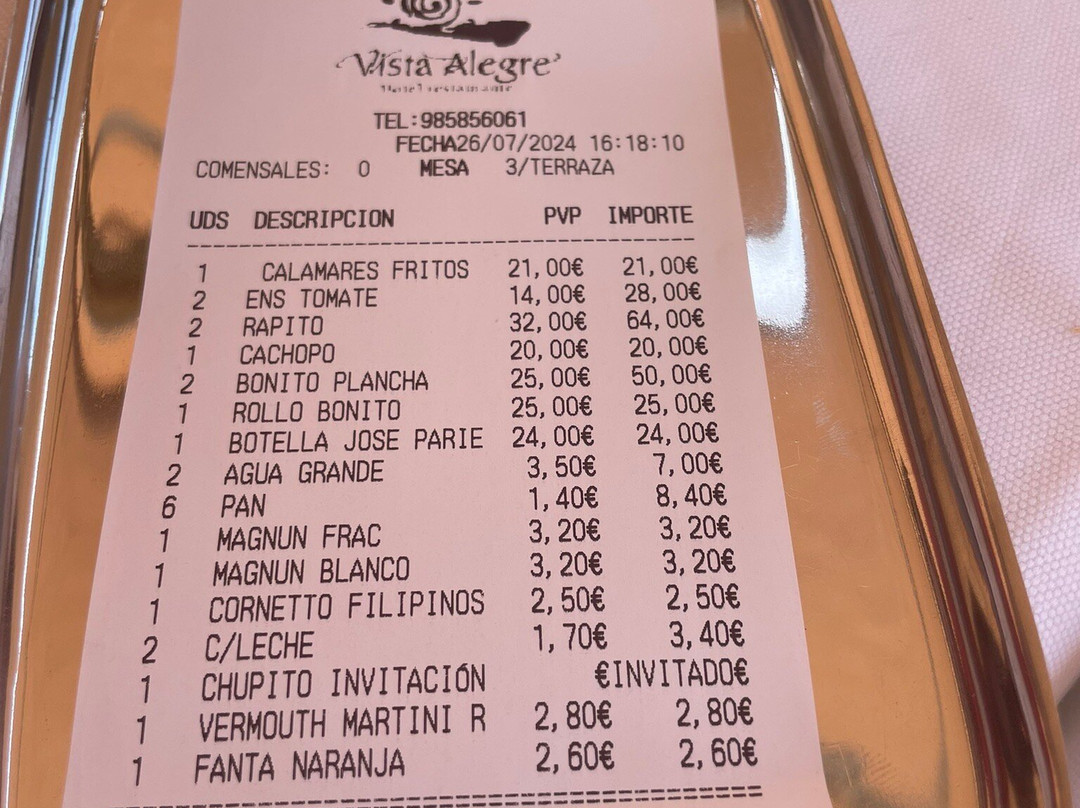 Vista Alegre
Hotel restaurante
TEL:985856061
FECHA26/07/2024 16:18:10
COMENSALES: 0 MESA 3/TERRAZA
UDS DESCRIPCION PVP IMPORTE
1 CALAMARES FRITOS 21,00€ 21,00€
2 ENS TOMATE 14,00€ 28,00€
2 RAPITO 32,00€ 64,00€
1 CACHOPO 20,00€ 20,00€
2 BONITO PLANCHA 25,00€ 50,00€
1 ROLLO BONITO 25,00€ 25,00€
1 BOTELLA JOSE PARIE 24,00€ 24,00€
2 AGUA GRANDE 3,50€ 7,00€
6 PAN 1,40€ 8,40€
1 MAGNUN FRAC 3,20€ 3,20€
1 MAGNUN BLANCO 3,20€ 3,20€
1 CORNETTO FILIPINOS 2,50€ 2,50€
2 C/LECHE 1,70€ 3,40€
1 CHUPITO INVITACIÓN €INVITADO€
1 VERMOUTH MARTINI R 2,80€ 2,80€
1 FANTA NARANJA 2,60€ 2,60€